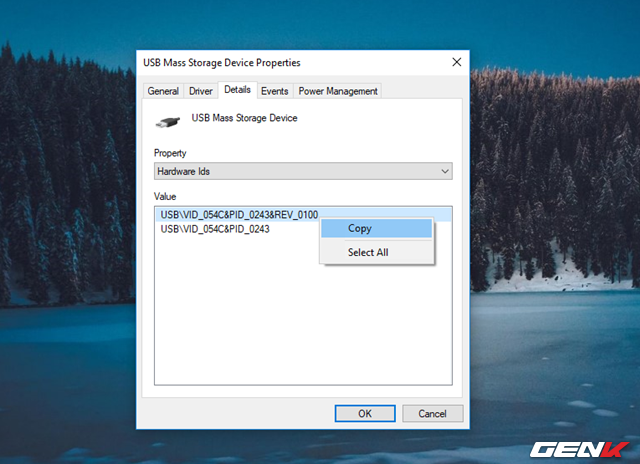 USB Mass Storage Device Properties
General Driver Details Events Power Management
USB Mass Storage Device
Property
Hardware Ids
Value
USB\VID_054C&PID_0243&REV_0100
USB\VID_054C&PID_0243
Copy
Select All
OK Cancel
GENK